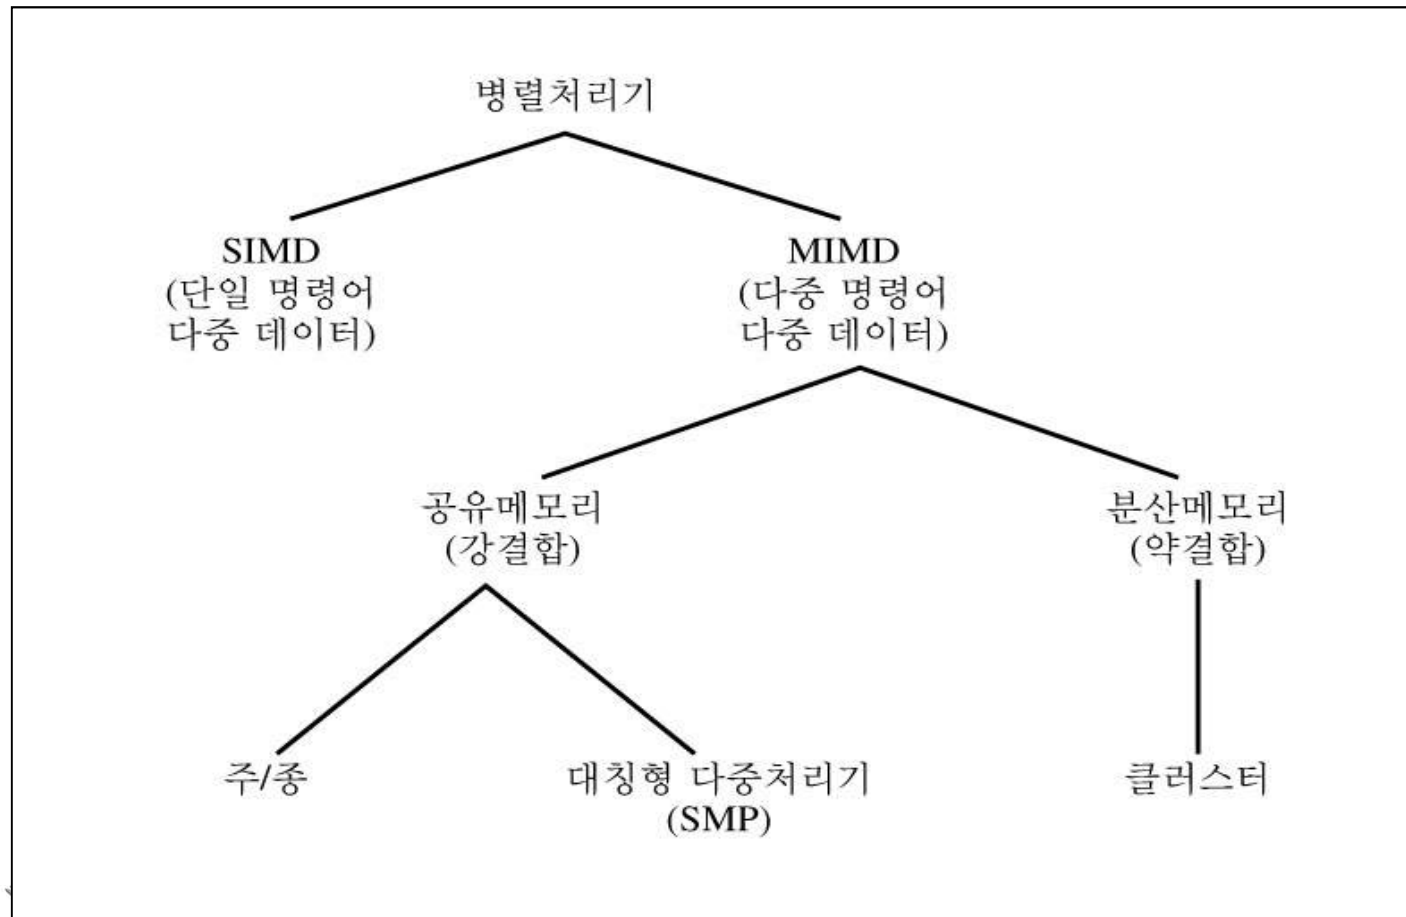 병렬처리기
SIMD
(단일 명령어
다중 데이터)
MIMD
(다중 명령어
다중 데이터)
공유메모리
(강결합)
분산메모리
(약결합)
주/종
대칭형 다중처리기
(SMP)
클러스터